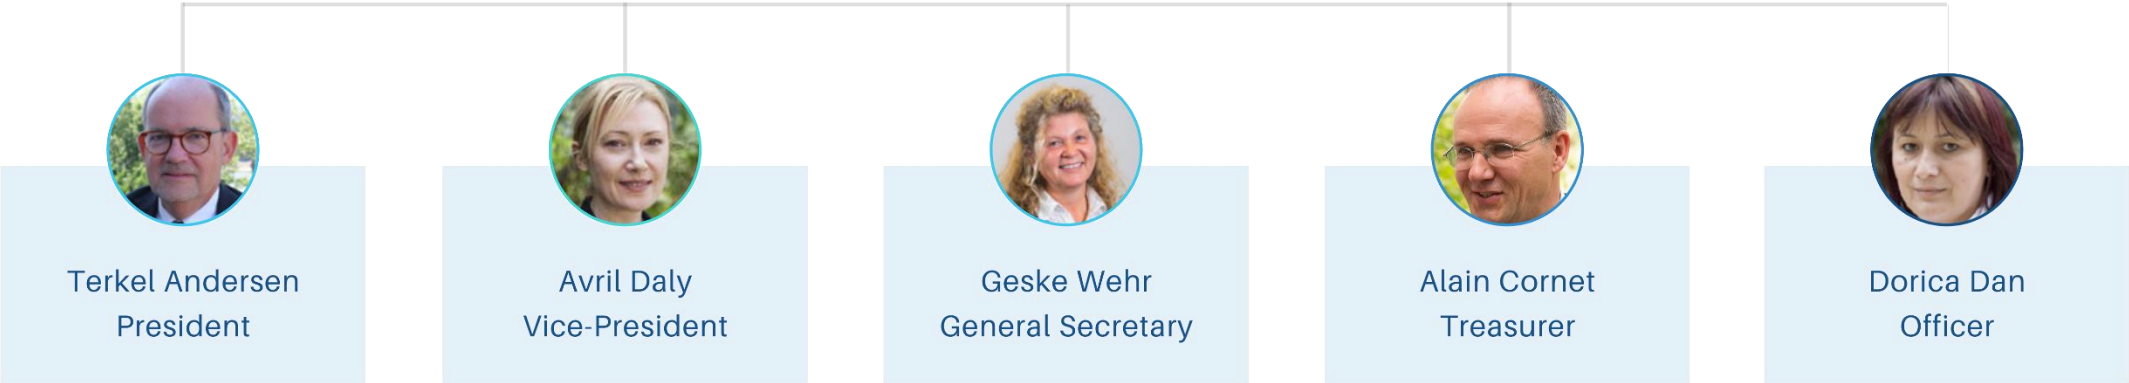 Terkel Andersen
President
Avril Daly
Vice-President
Geske Wehr
General Secretary
Alain Cornet
Treasurer
Dorica Dan
Officer